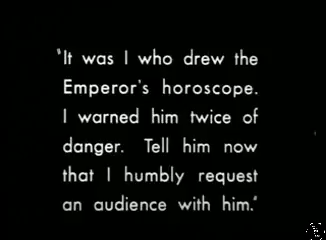 "It was I who drew the
Emperor's horoscope.
I warned him twice of
danger. Tell him now
that I humbly request
an audience with him."